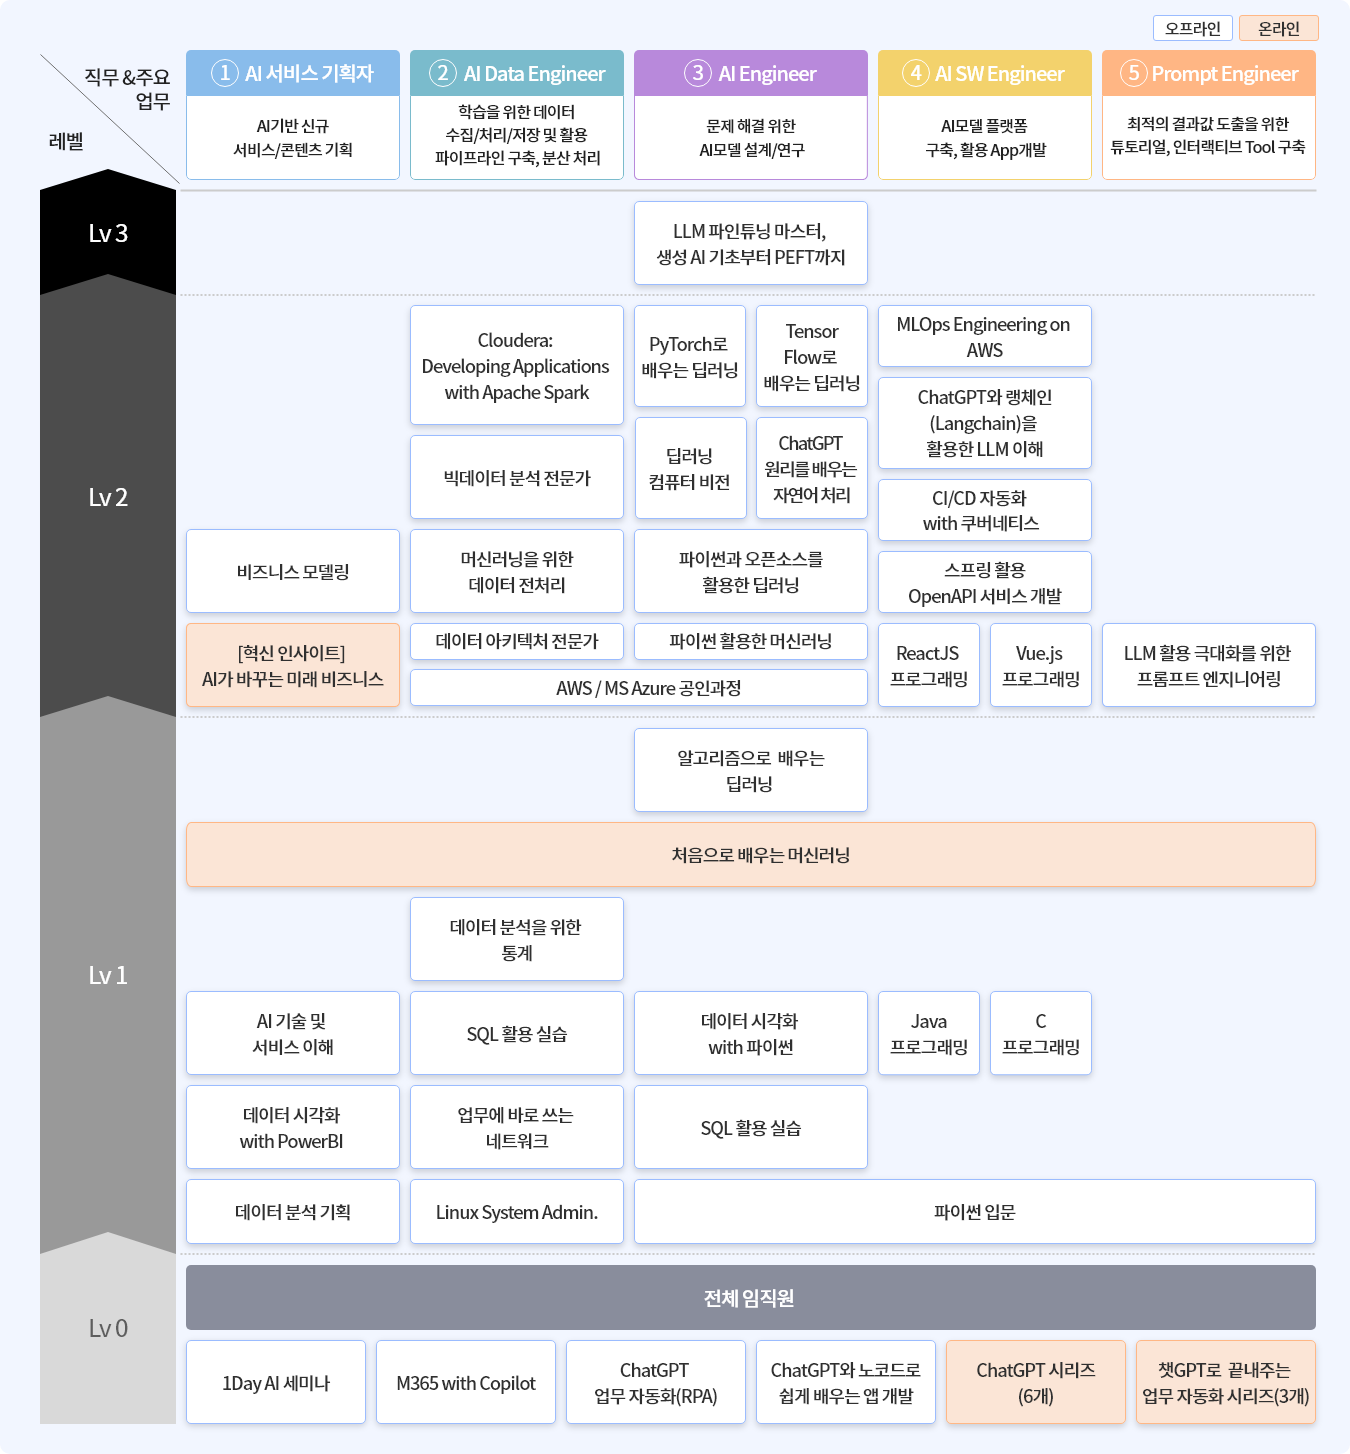 오프라인
온라인
직무 &주요
업무
레벨
① AI 서비스 기획자
AI기반 신규
서비스/콘텐츠 기획
② AI Data Engineer
학습을 위한 데이터
수집/처리/저장 및 활용
파이프라인 구축, 분산 처리
③ AI Engineer
문제 해결 위한
AI모델 설계/연구
④ AI SW Engineer
AI모델 플랫폼
구축, 활용 App개발
⑤ Prompt Engineer
최적의 결과값 도출을 위한
튜토리얼, 인터랙티브 Tool 구축
Lv 3
LLM 파인튜닝 마스터,
생성 AI 기초부터 PEFT까지
Lv 2
Cloudera:
Developing Applications
with Apache Spark
PyTorch로
배우는 딥러닝
Tensor
Flow로
배우는 딥러닝
MLOps Engineering on
AWS
ChatGPT와 랭체인
(Langchain)을
활용한 LLM 이해
빅데이터 분석 전문가
딥러닝
컴퓨터 비전
ChatGPT
원리를 배우는
자연어 처리
CI/CD 자동화
with 쿠버네티스
비즈니스 모델링
머신러닝을 위한
데이터 전처리
파이썬과 오픈소스를
활용한 딥러닝
스프링 활용
OpenAPI 서비스 개발
[혁신 인사이트]
AI가 바꾸는 미래 비즈니스
데이터 아키텍처 전문가
파이썬 활용한 머신러닝
AWS / MS Azure 공인과정
ReactJS
프로그래밍
Vue.js
프로그래밍
LLM 활용 극대화를 위한
프롬프트 엔지니어링
Lv 1
알고리즘으로 배우는
딥러닝
처음으로 배우는 머신러닝
데이터 분석을 위한
통계
AI 기술 및
서비스 이해
SQL 활용 실습
데이터 시각화
with 파이썬
Java
프로그래밍
C
프로그래밍
데이터 시각화
with PowerBI
업무에 바로 쓰는
네트워크
SQL 활용 실습
데이터 분석 기획
Linux System Admin.
파이썬 입문
Lv 0
전체 임직원
1Day AI 세미나
M365 with Copilot
ChatGPT
업무 자동화(RPA)
ChatGPT와 노코드로
쉽게 배우는 앱 개발
ChatGPT 시리즈
(6개)
챗GPT로 끝내주는
업무 자동화 시리즈(3개)